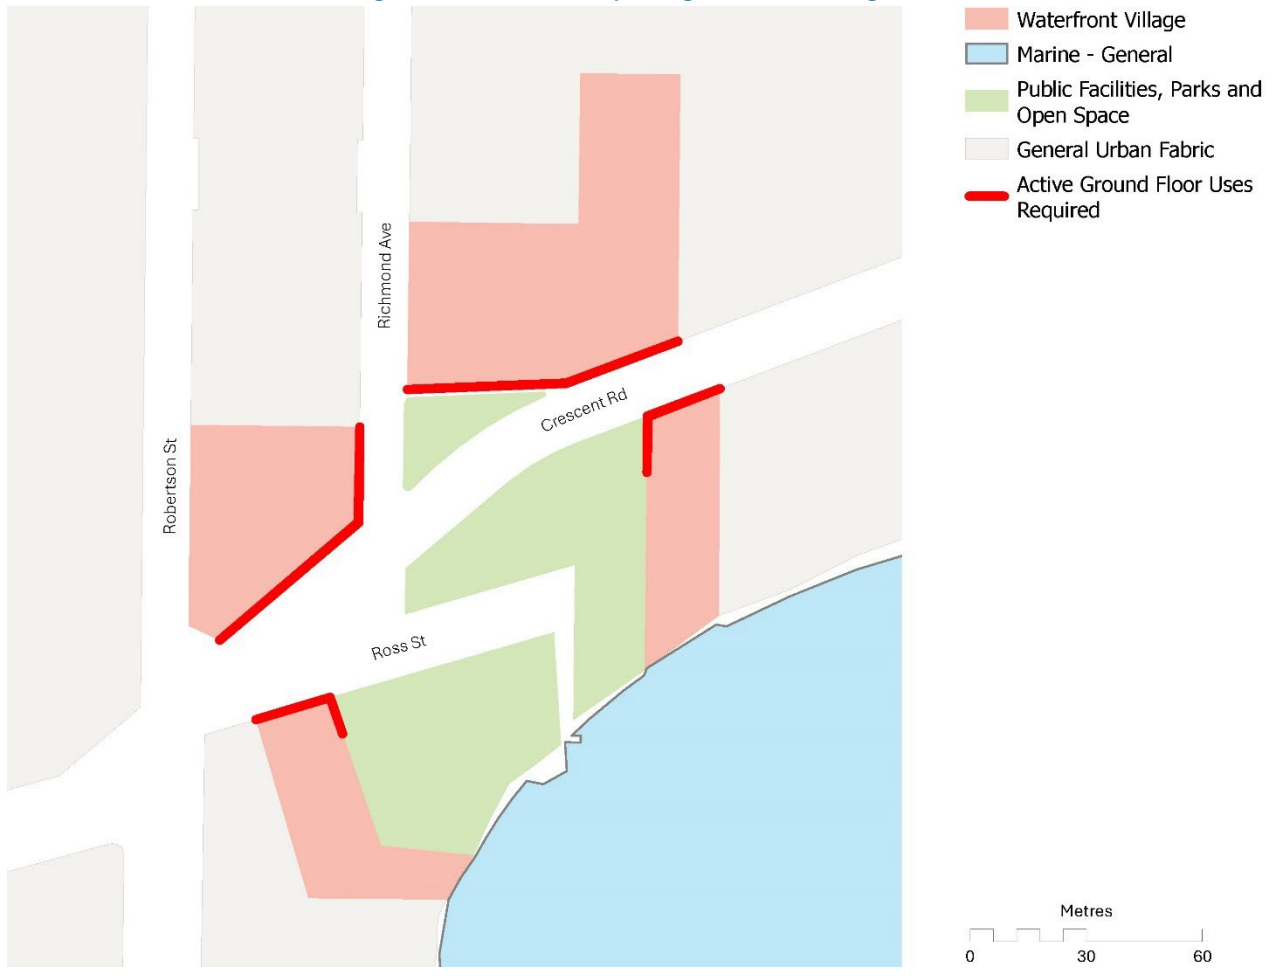 Waterfront Village
Marine - General
Public Facilities, Parks and
Open Space
General Urban Fabric
Active Ground Floor Uses
Required
Richmond Ave
Crescent Rd
Robertson St
Ross St
Metres
0 30 60